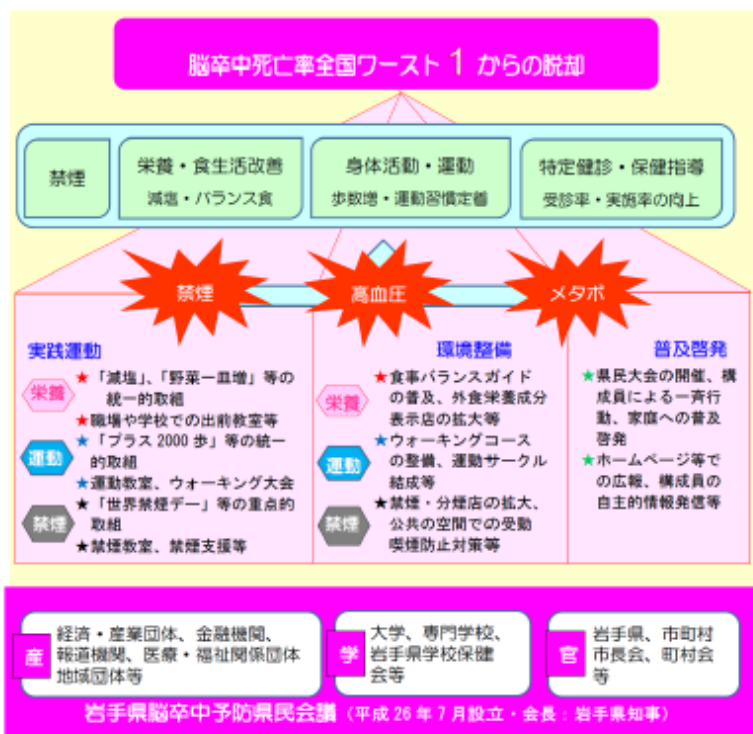 脳卒中死亡率全国ワースト1からの脱却
禁煙
栄養・食生活改善
減塩・バランス食
身体活動・運動
歩数増・運動習慣定着
特定健診・保健指導
受診率・実施率の向上
禁煙
高血圧
メタボ
実践運動
栄養
★「減塩」、「野菜一皿増」等の
統一的取組
★職場や学校での出前教室等
運動
★「プラス2000歩」等の統一
的取組
★運動教室、ウォーキング大会
禁煙
★「世界禁煙デー」等の重点的
取組
★禁煙教室、禁煙支援等
環境整備
栄養
★食事バランスガイド
の普及、外食栄養成分
表示店の拡大等
運動
★ウォーキングコース
の整備、運動サークル
結成等
禁煙
★禁煙・分煙店の拡大、
公共の空間での受動
喫煙防止対策等
普及啓発
★県民大会の開催、構
成員による一斉行
動、家庭への普及
啓発
★ホームページ等で
の広報、構成員の
自主的情報発信等
産
経済・産業団体、金融機関、
報道機関、医療・福祉関係団体
地域団体等
学
大学、専門学校、
岩手県学校保健
会等
官
岩手県、市町村
市長会、町村会
等
岩手県脳卒中予防県民会議（平成26年7月設立・会長：岩手県知事）